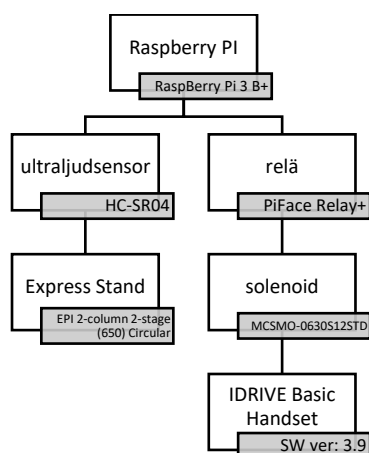 Raspberry PI
RaspBerry Pi 3 B+
ultraljudsensor
HC-SR04
relä
PiFace Relay+
Express Stand
EPI 2-column 2-stage
(650) Circular
solenoid
MCSMO-0630S12STD
IDRIVE Basic
Handset
SW ver: 3.9